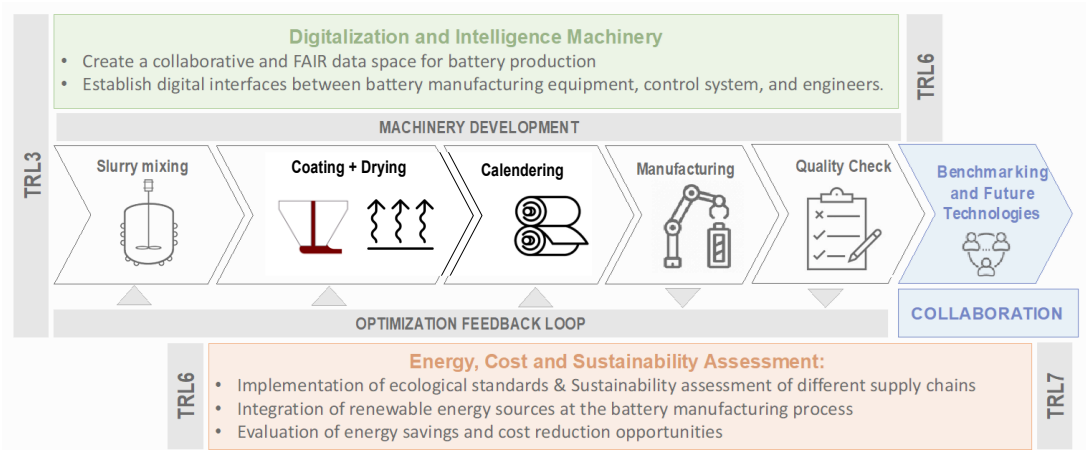 Digitalization and Intelligence Machinery
• Create a collaborative and FAIR data space for battery production
• Establish digital interfaces between battery manufacturing equipment, control system, and engineers.
TRL6
MACHINERY DEVELOPMENT
TRL3
Slurry mixing
Coating + Drying
Calendering
Manufacturing
Quality Check
Benchmarking
and Future
Technologies
OPTIMIZATION FEEDBACK LOOP
COLLABORATION
TRL6
Energy, Cost and Sustainability Assessment:
• Implementation of ecological standards & Sustainability assessment of different supply chains
• Integration of renewable energy sources at the battery manufacturing process
• Evaluation of energy savings and cost reduction opportunities
TRL7